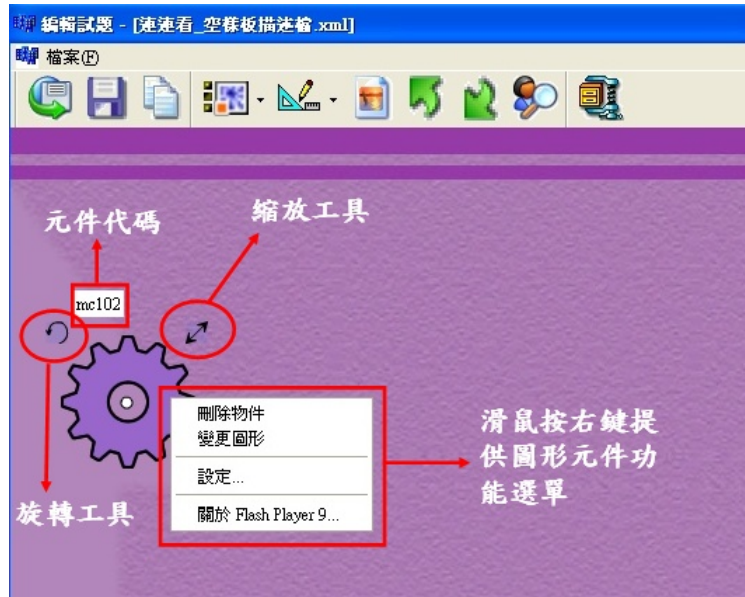 編輯試題 - [連連看_空樣板描述檔.xml]
檔案(F)
元件代碼
縮放工具
mc102
刪除物件
變更圖形
設定...
關於 Flash Player 9...
滑鼠按右鍵提
供圖形元件功
能選單
旋轉工具